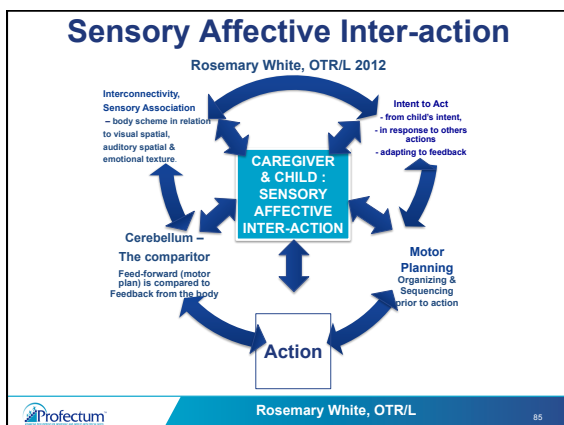 Sensory Affective Inter-action
Rosemary White, OTR/L 2012
Interconnectivity,
Sensory Association
– body scheme in relation
to visual spatial,
auditory spatial &
emotional texture.
Intent to Act
- from child's intent,
- in response to others
actions
- adapting to feedback
CAREGIVER
& CHILD :
SENSORY
AFFECTIVE
INTER-ACTION
Cerebellum –
The comparitor
Feed-forward (motor
plan) is compared to
Feedback from the body
Motor
Planning
Organizing &
Sequencing
prior to action
Action
Profectum™
Rosemary White, OTR/L
85